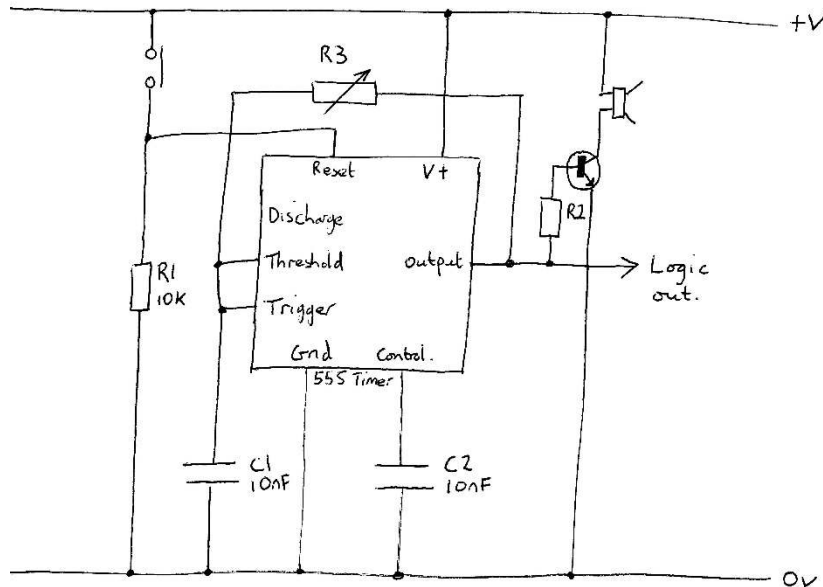 +V
R3
Reset
V+
Discharge
Threshold
Output
Trigger
Gnd
Control.
555 Timer
R1
10K
R2
Logic
out.
C1
10nF
C2
10nF
0v